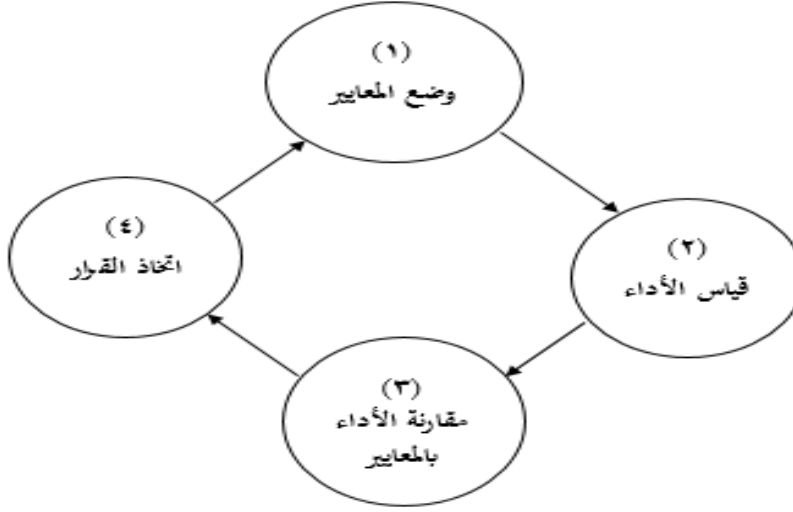 (١)
وضع المعايير
(٢)
قياس الأداء
(٣)
مقارنة الأداء
بالمعايير
(٤)
اتخاذ القرار